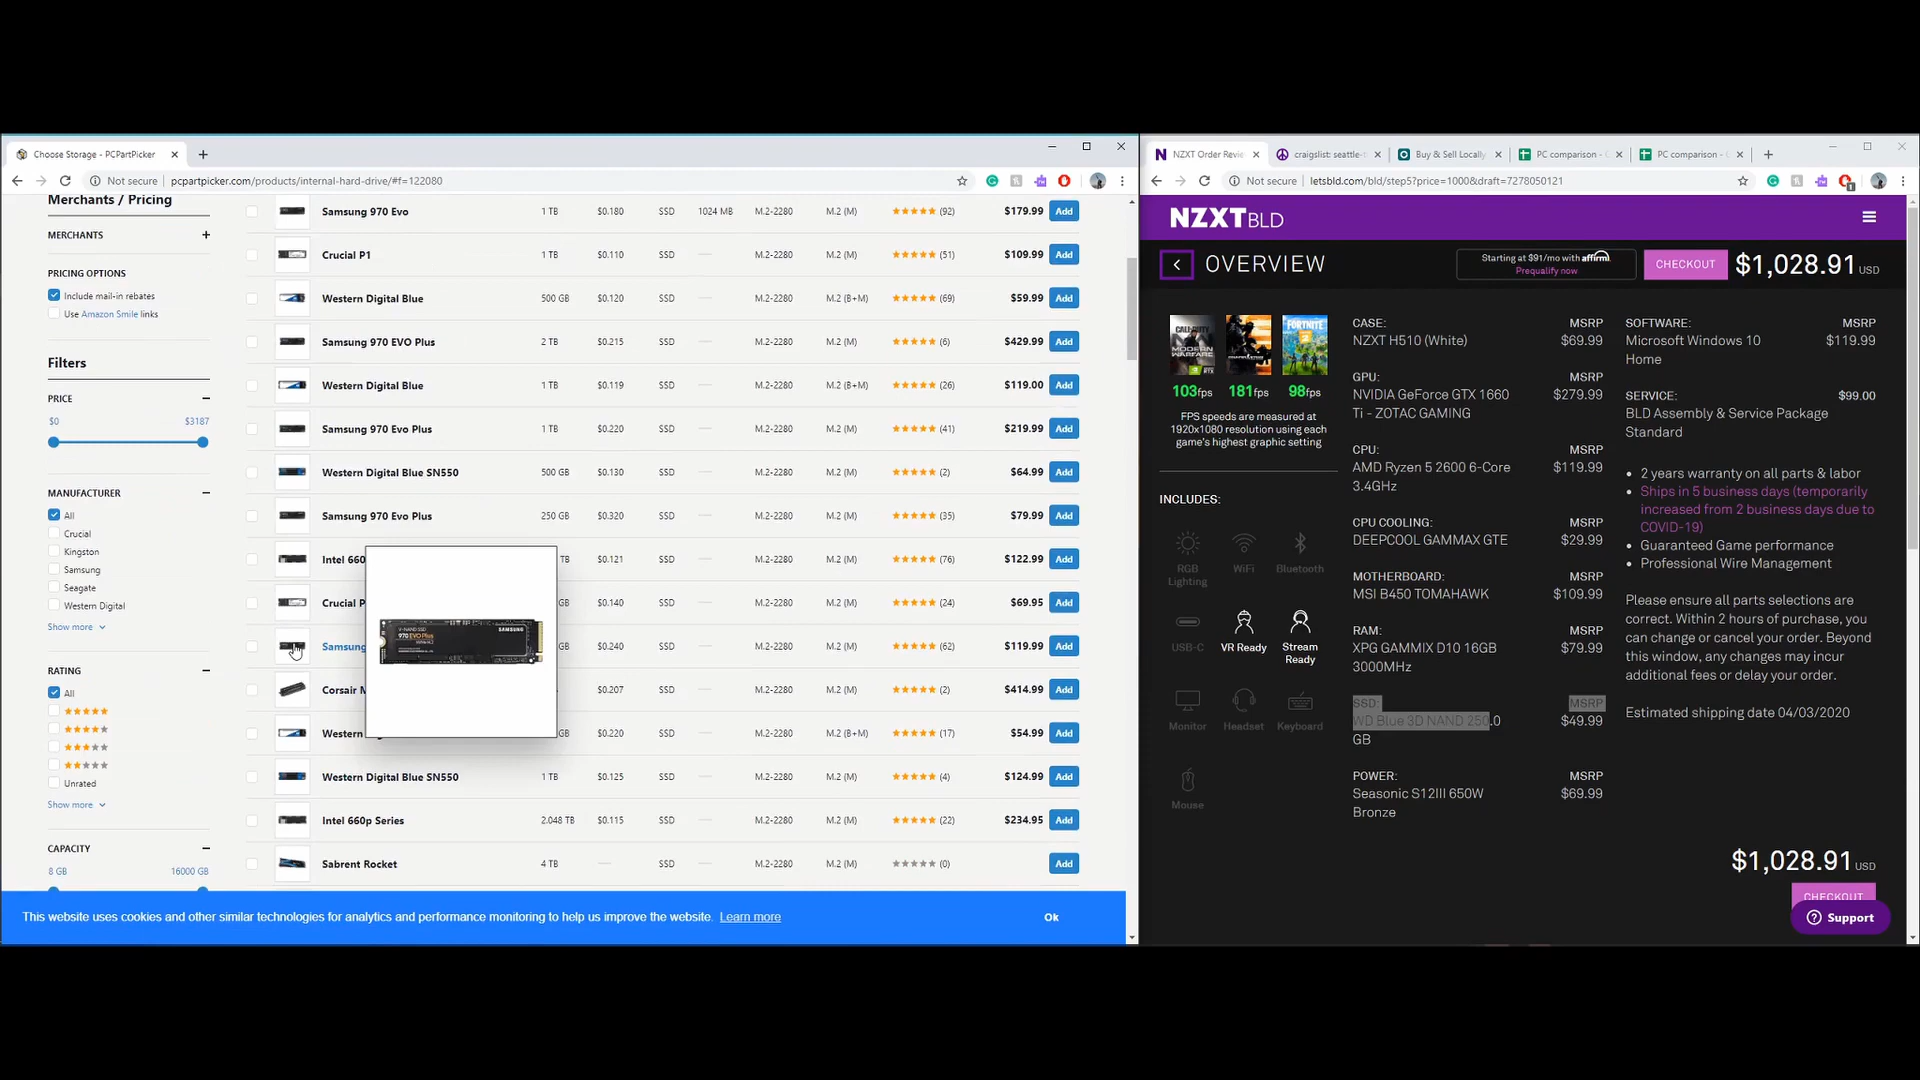 Choose Storage - PCPartPicker
Not secure | pcpartpicker.com/products/internal-hard-drive/#f=122080
Merchants / Pricing
MERCHANTS +
PRICING OPTIONS
Include mail-in rebates
Use Amazon Smile links
Filters
PRICE
$0 $3187
MANUFACTURER
All
Crucial
Kingston
Samsung
Seagate
Western Digital
Show more
RATING
All
Unrated
Show more
CAPACITY
8 GB 16000 GB
Samsung 970 Evo 1 TB $0.180 SSD 1024 MB M.2-2280 M.2 (M) (92) $179.99 Add
Crucial P1 1 TB $0.110 SSD M.2-2280 M.2 (M) (51) $109.99 Add
Western Digital Blue 500 GB $0.120 SSD M.2-2280 M.2 (B+M) (69) $59.99 Add
Samsung 970 EVO Plus 2 TB $0.215 SSD M.2-2280 M.2 (M) (6) $429.99 Add
Western Digital Blue 1 TB $0.119 SSD M.2-2280 M.2 (B+M) (26) $119.00 Add
Samsung 970 Evo Plus 1 TB $0.220 SSD M.2-2280 M.2 (M) (41) $219.99 Add
Western Digital Blue SN550 500 GB $0.130 SSD M.2-2280 M.2 (M) (2) $64.99 Add
Samsung 970 Evo Plus 250 GB $0.320 SSD M.2-2280 M.2 (M) (35) $79.99 Add
Intel 660 TB $0.121 SSD M.2-2280 M.2 (M) (76) $122.99 Add
Crucial P GB $0.140 SSD M.2-2280 M.2 (M) (24) $69.95 Add
Samsung GB $0.240 SSD M.2-2280 M.2 (M) (62) $119.99 Add
Corsair M $0.207 SSD M.2-2280 M.2 (M) (2) $414.99 Add
Western GB $0.220 SSD M.2-2280 M.2 (B+M) (17) $54.99 Add
Western Digital Blue SN550 1 TB $0.125 SSD M.2-2280 M.2 (M) (4) $124.99 Add
Intel 660p Series 2.048 TB $0.115 SSD M.2-2280 M.2 (M) (22) $234.95 Add
Sabrent Rocket 4 TB SSD M.2-2280 M.2 (M) (0) Add
V-NAND SSD
970 EVO Plus
SAMSUNG
This website uses cookies and other similar technologies for analytics and performance monitoring to help us improve the website. Learn more
Ok
NZXT Order Revie
craigslist: seattle-t
Buy & Sell Locally
PC comparison -
PC comparison -
Not secure | letsbld.com/bld/step5?price=1000&draft=7278050121
NZXT BLD
OVERVIEW
Starting at $91/mo with affirm
Prequalify now
CHECKOUT
$1,028.91 USD
CALL OF DUTY
MODERN
WARFARE
FORTNITE
103fps 181fps 98fps
FPS speeds are measured at
1920x1080 resolution using each
game's highest graphic setting
INCLUDES:
RGB
Lighting
WiFi
Bluetooth
USB-C
VR Ready
Stream
Ready
Monitor
Headset
Keyboard
Mouse
CASE: MSRP
NZXT H510 (White) $69.99
GPU: MSRP
NVIDIA GeForce GTX 1660 $279.99
Ti - ZOTAC GAMING
CPU: MSRP
AMD Ryzen 5 2600 6-Core $119.99
3.4GHz
CPU COOLING: MSRP
DEEPCOOL GAMMAX GTE $29.99
MOTHERBOARD: MSRP
MSI B450 TOMAHAWK $109.99
RAM: MSRP
XPG GAMMIX D10 16GB $79.99
3000MHz
SSD: MSRP
WD Blue 3D NAND 250.0 $49.99
GB
POWER: MSRP
Seasonic S12III 650W $69.99
Bronze
SOFTWARE: MSRP
Microsoft Windows 10 $119.99
Home
SERVICE: $99.00
BLD Assembly & Service Package
Standard
• 2 years warranty on all parts & labor
• Ships in 5 business days (temporarily
increased from 2 business days due to
COVID-19)
• Guaranteed Game performance
• Professional Wire Management
Please ensure all parts selections are
correct. Within 2 hours of purchase, you
can change or cancel your order. Beyond
this window, any changes may incur
additional fees or delay your order.
Estimated shipping date 04/03/2020
$1,028.91 USD
CHECKOUT
Support